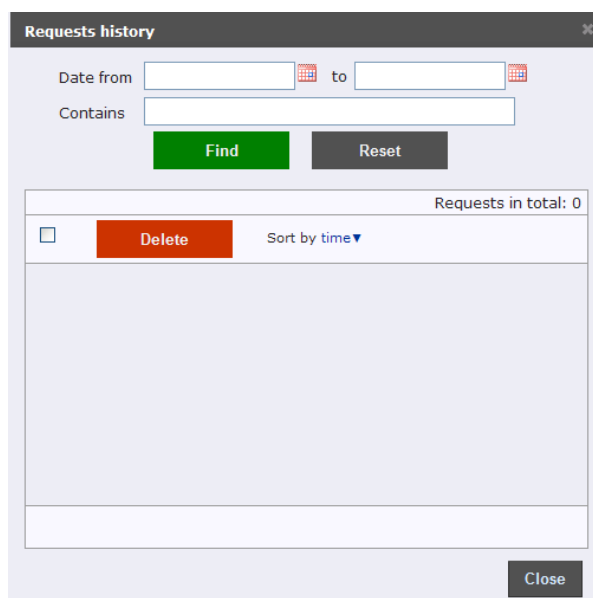 Requests history
Date from to
Contains
Find Reset
Requests in total: 0
Delete Sort by time▼
Close